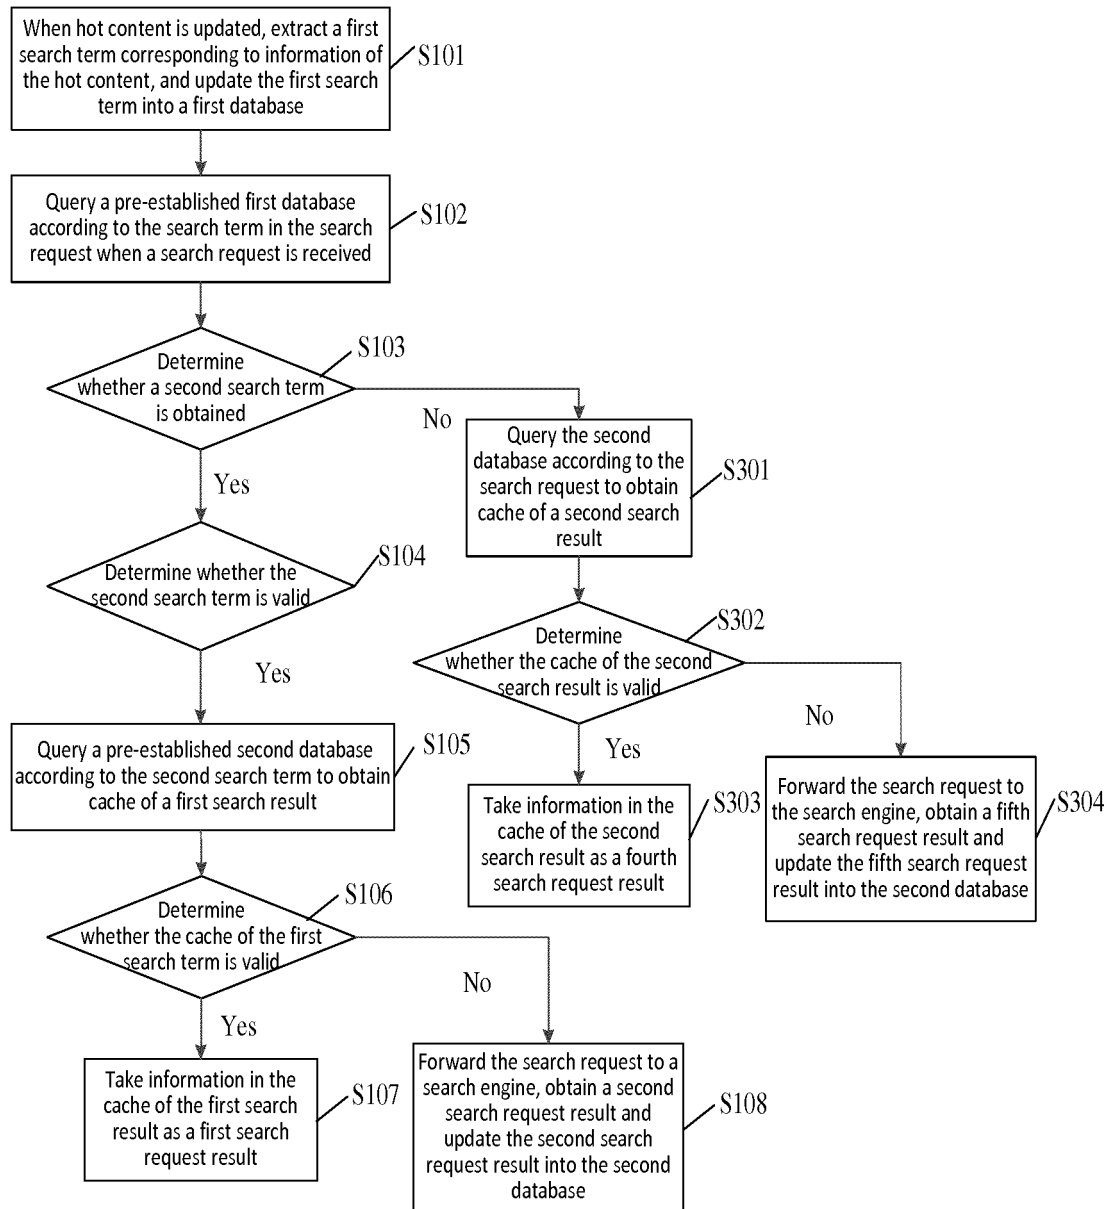 When hot content is updated, extract a first
search term corresponding to information of
the hot content, and update the first search
term into a first database
S101
Query a pre-established first database
according to the search term in the search
request when a search request is received
S102
Determine
whether a second search term
is obtained
S103
No
Yes
Query the second
database according to the
search request to obtain
cache of a second search
result
S301
Determine whether the
second search term is valid
S104
Yes
Determine
whether the cache of the second
search result is valid
S302
No
Yes
Query a pre-established second database
according to the second search term to obtain
cache of a first search result
S105
Take information in the
cache of the second
search result as a fourth
search request result
S303
Forward the search request to
the search engine, obtain a fifth
search request result and
update the fifth search request
result into the second database
S304
Determine
whether the cache of the first
search term is valid
S106
No
Yes
Take information in the
cache of the first search
result as a first search
request result
S107
Forward the search request to a
search engine, obtain a second
search request result and
update the second search
request result into the second
database
S108